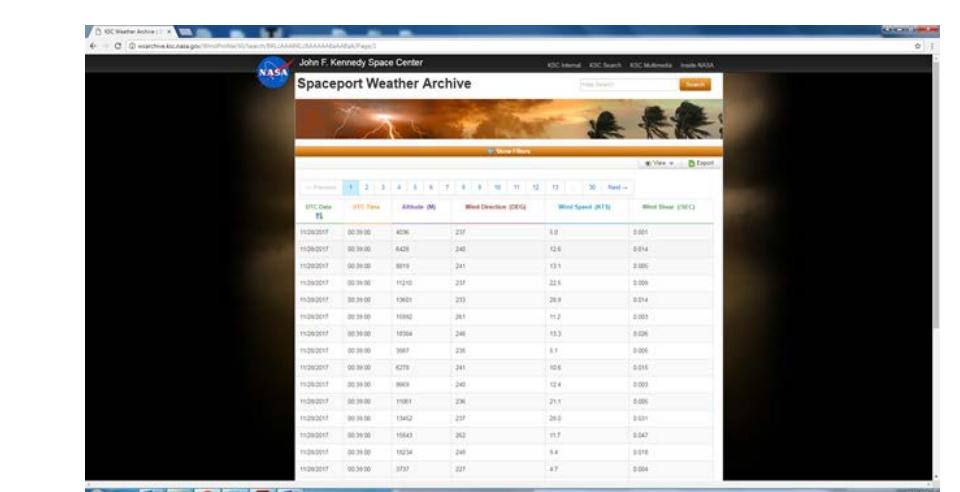 KSC Weather Archive
wxarchive.ksc.nasa.gov
John F. Kennedy Space Center
KSC Internal KSC Search KSC Multimedia Inside NASA
NASA
Spaceport Weather Archive
Search
Show Filters
View Export
← Previous 1 2 3 4 5 6 7 8 9 10 11 12 13 … 30 Next →
UTC Date UTC Time Altitude (M) Wind Direction (DEG) Wind Speed (KTS) Wind Shear (/SEC)
11/28/2017 00:39:00 4036 237 0.001
11/28/2017 00:39:00 6428 240 12.6 0.014
11/28/2017 00:39:00 8819 241 13.1 0.005
11/28/2017 00:39:00 11210 237 22.5 0.009
11/28/2017 00:39:00 13601 233 28.9 0.014
11/28/2017 00:39:00 15992 261 11.2 0.003
11/28/2017 00:39:00 18384 246 13.3 0.026
11/28/2017 00:39:00 3887 235 0.005
11/28/2017 00:39:00 6278 241 10.6 0.015
11/28/2017 00:39:00 8669 240 12.4 0.003
11/28/2017 00:39:00 11061 236 21.1 0.005
11/28/2017 00:39:00 13452 237 29.0 0.031
11/28/2017 00:39:00 15843 262 11.7 0.047
11/28/2017 00:39:00 18234 248 0.018
11/28/2017 00:39:00 3737 227 4.7 0.004